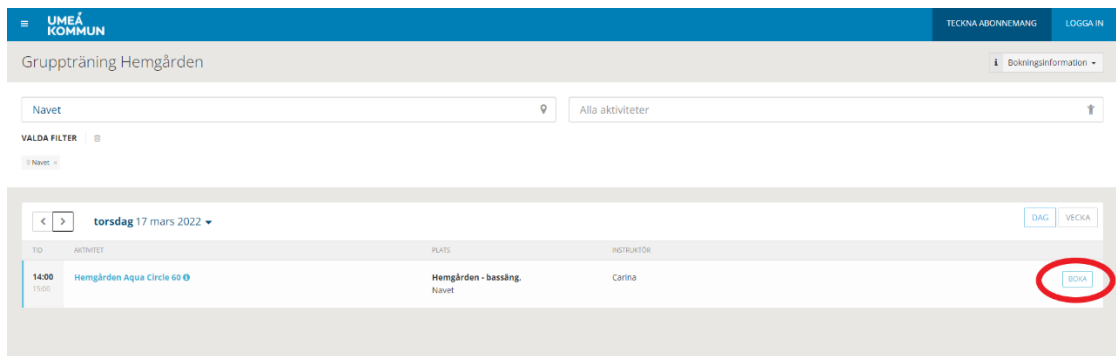 UMEÅ
KOMMUN
TECKNA ABONNEMANG
LOGGA IN
Gruppträning Hemgården
i Bokningsinformation
Navet
Alla aktiviteter
VALDA FILTER
Navet ×
torsdag 17 mars 2022
DAG
VECKA
TID AKTIVITET PLATS INSTRUKTÖR
14:00 Hemgården Aqua Circle 60 Hemgården - bassäng. Carina BOKA
15:00 Navet